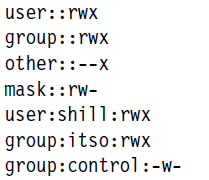 user::rwx
group::rwx
other::--x
mask::rw-
user:shill:rwx
group:itso:rwx
group:control:-w-